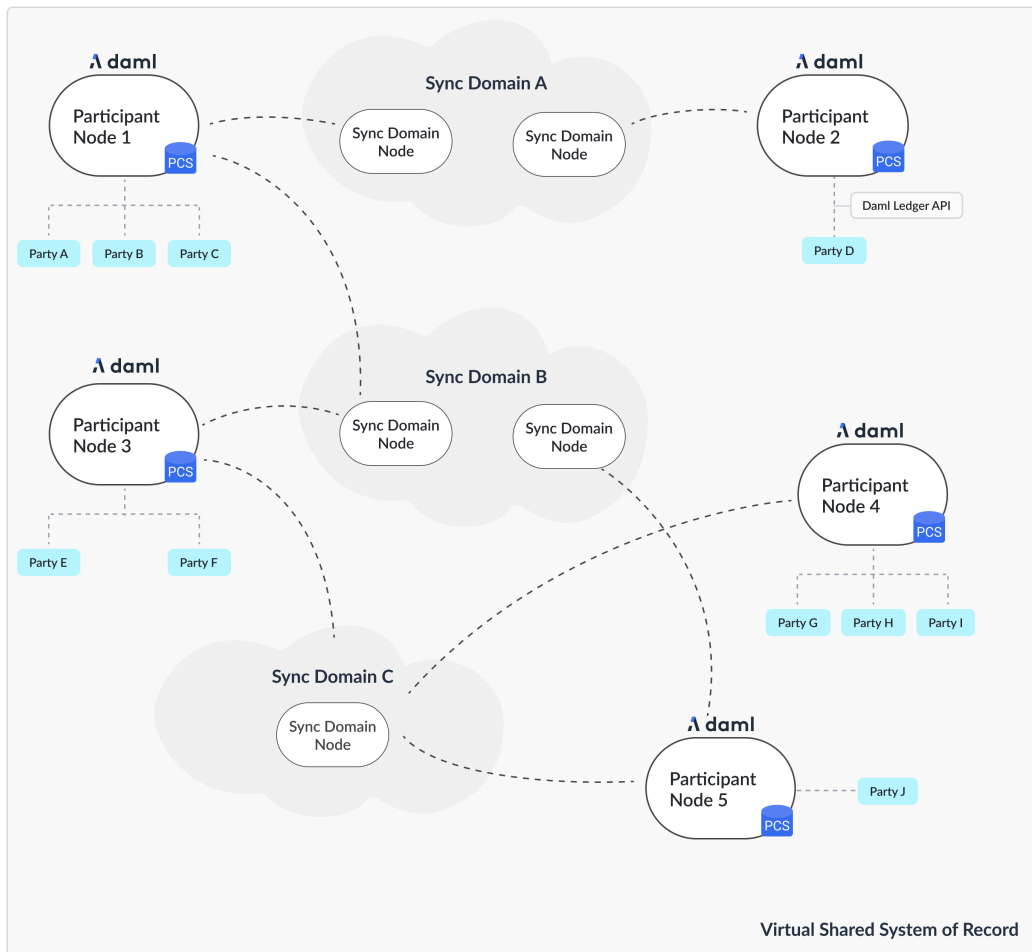 daml
Participant
Node 1
PCS
Party A
Party B
Party C
Sync Domain A
Sync Domain
Node
Sync Domain
Node
daml
Participant
Node 2
PCS
Daml Ledger API
Party D
daml
Participant
Node 3
PCS
Party E
Party F
Sync Domain B
Sync Domain
Node
Sync Domain
Node
daml
Participant
Node 4
PCS
Party G
Party H
Party I
Sync Domain C
Sync Domain
Node
daml
Participant
Node 5
PCS
Party J
Virtual Shared System of Record